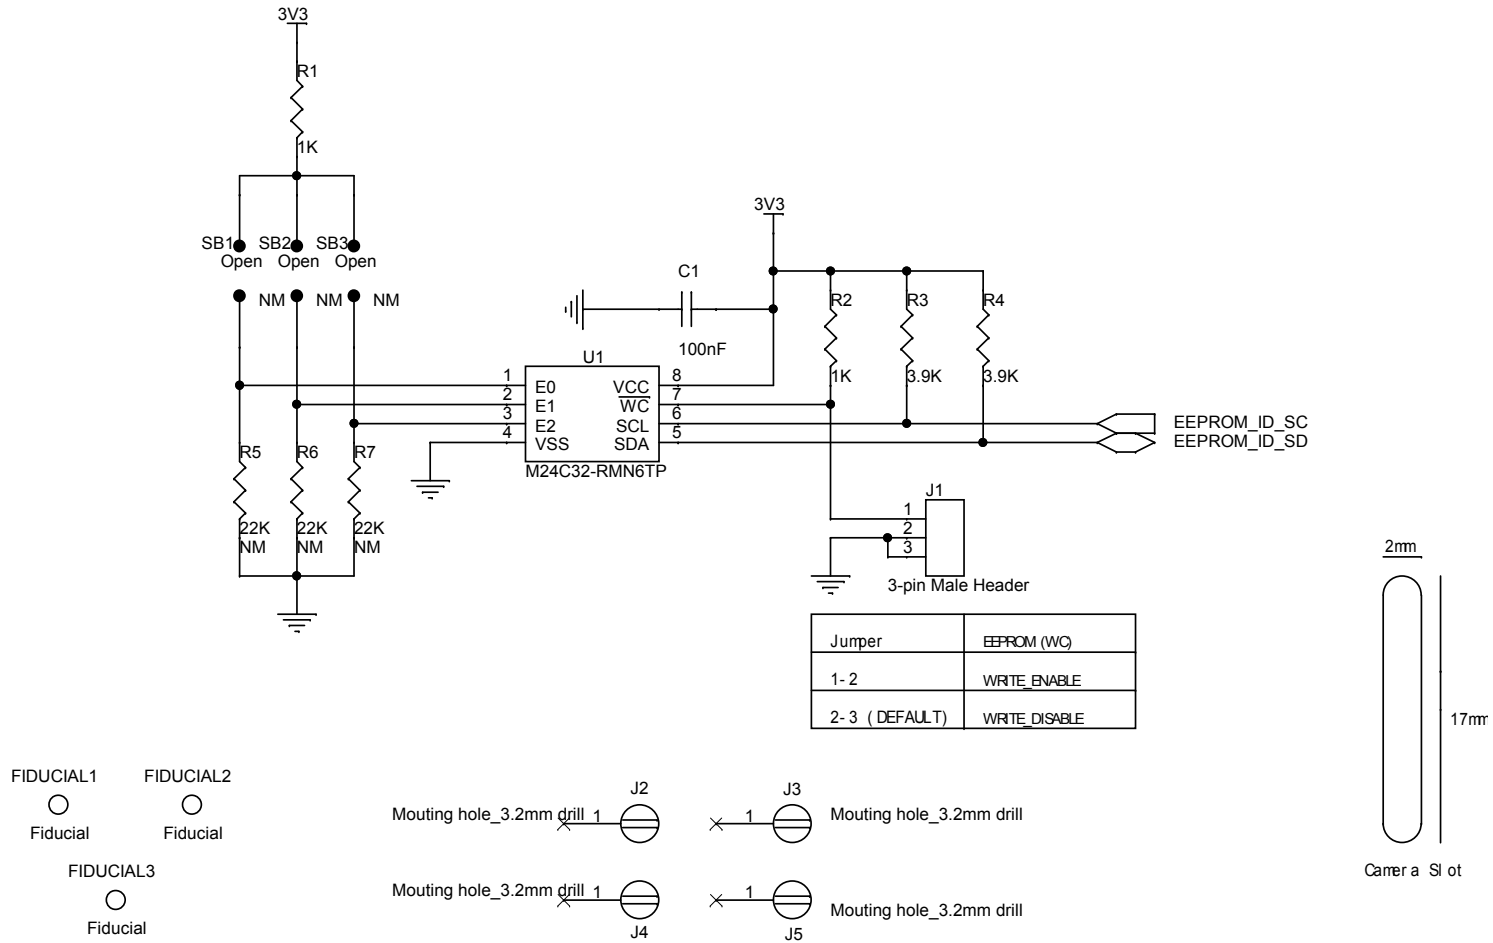 3V3
R1
1K
SB1 SB2 SB3
Open Open Open
NM NM NM
3V3
C1
100nF
R2 R3 R4
1K 3.9K 3.9K
U1
1 E0 VCC 8
2 E1 WC 7
3 E2 SCL 6
4 VSS SDA 5
M24C32-RMN6TP
EEPROM_ID_SC
EEPROM_ID_SD
R5 R6 R7
22K 22K 22K
NM NM NM
J1
1
2
3
3-pin Male Header
Jumper EEPROM (WC)
1-2 WRITE_ENABLE
2-3 (DEFAULT) WRITE_DISABLE
2mm
17mm
Camera Slot
FIDUCIAL1 FIDUCIAL2
Fiducial Fiducial
FIDUCIAL3
Fiducial
J2 J3
Mouting hole_3.2mm drill 1 1 Mouting hole_3.2mm drill
Mouting hole_3.2mm drill 1 1 Mouting hole_3.2mm drill
J4 J5